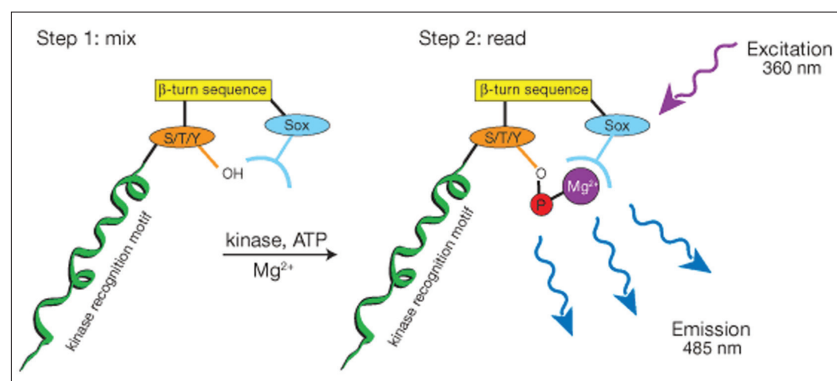 Step 1: mix
β-turn sequence
S/T/Y
Sox
OH
kinase recognition motif
kinase, ATP
Mg²⁺
Step 2: read
Excitation
360 nm
β-turn sequence
S/T/Y
Sox
O
P
Mg²⁺
kinase recognition motif
Emission
485 nm